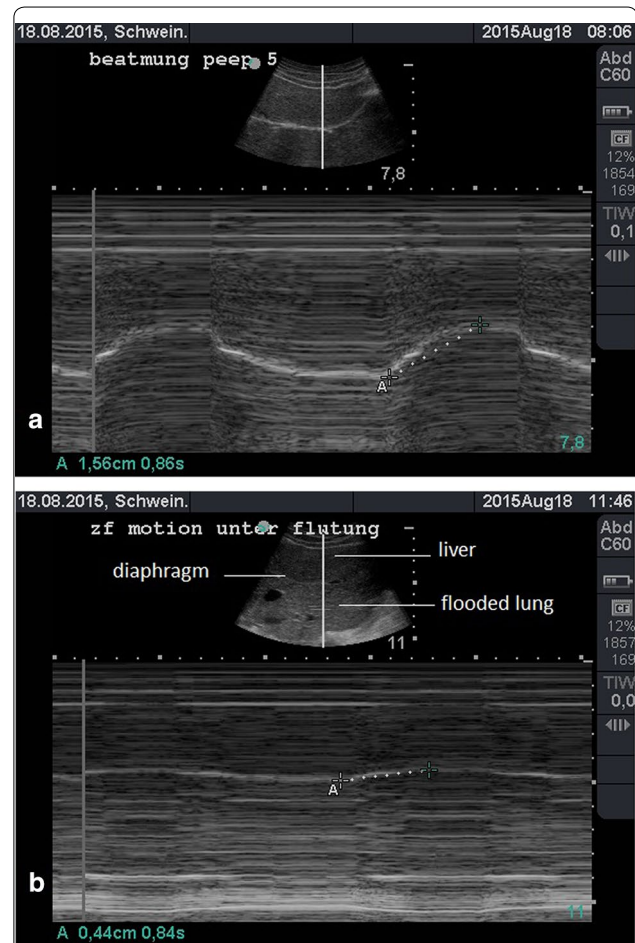 18.08.2015, Schwein. 2015Aug18 08:06
beatmung peep 5
Abd
C60
CF
12%
1854
169
TIW
0,1
7,8
A
a
7,8
A 1,56cm 0,86s
18.08.2015, Schwein. 2015Aug18 11:46
zf motion unter flutung
Abd
C60
liver
diaphragm
flooded lung
CF
12%
1857
169
TIW
0,0
11
A
b
11
A 0,44cm 0,84s